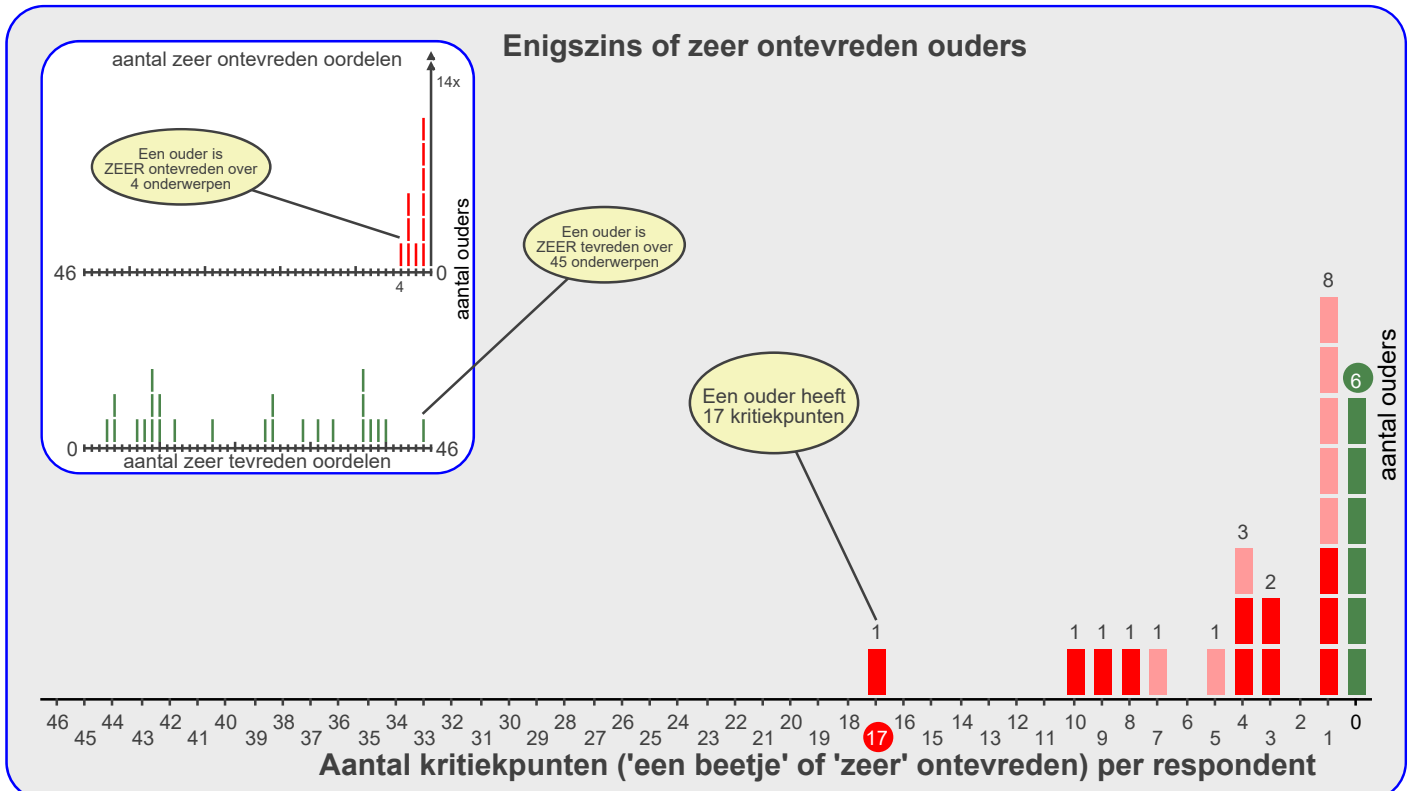 Enigszins of zeer ontevreden ouders
aantal zeer ontevreden oordelen
14x
Een ouder is
ZEER ontevreden over
4 onderwerpen
46
0
4
aantal ouders
Een ouder is
ZEER tevreden over
45 onderwerpen
0
46
aantal zeer tevreden oordelen
Een ouder heeft
17 kritiekpunten
1
1
1
1
1
1
3
2
8
6
aantal ouders
46 44 42 40 38 36 34 32 30 28 26 24 22 20 18 16 14 12 10 8 6 4 2 0
45 43 41 39 37 35 33 31 29 27 25 23 21 19 17 15 13 11 9 7 5 3 1
Aantal kritiekpunten ('een beetje' of 'zeer' ontevreden) per respondent